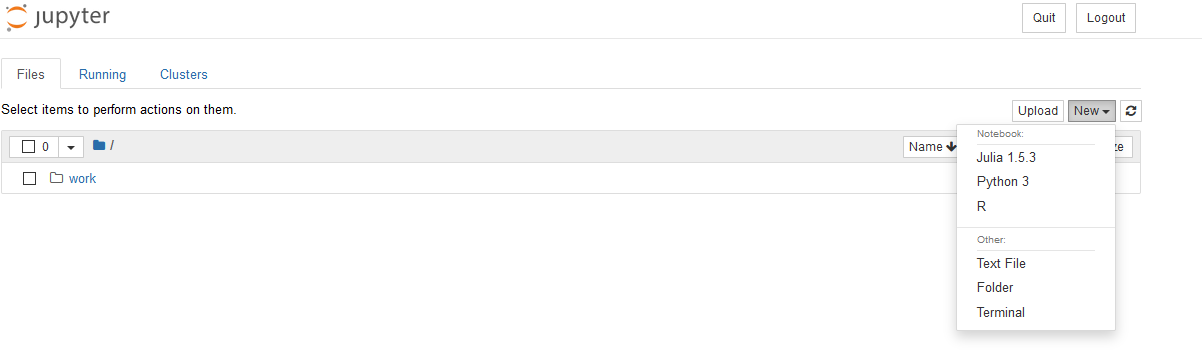 jupyter
Quit Logout
Files Running Clusters
Select items to perform actions on them.
Upload New
0 / Name
work
Notebook:
Julia 1.5.3
Python 3
R
Other:
Text File
Folder
Terminal